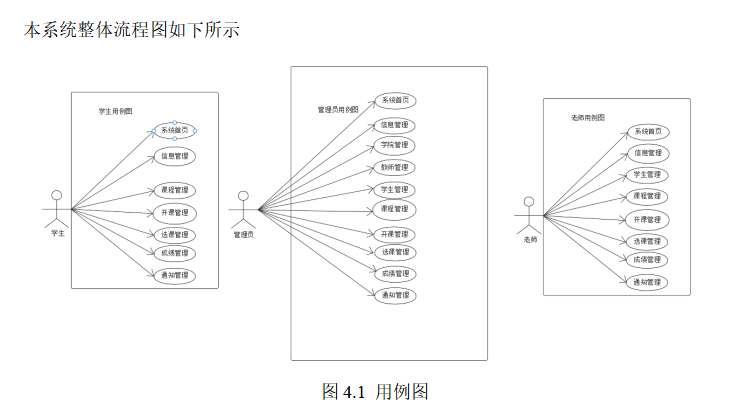 本系统整体流程图如下所示
学生用例图
系统首页
信息管理
课程管理
开课管理
选课管理
成绩管理
通知管理
学生
管理员用例图
系统首页
信息管理
学院管理
教师管理
学生管理
课程管理
开课管理
选课管理
成绩管理
通知管理
管理员
老师用例图
系统首页
信息管理
学生管理
课程管理
开课管理
选课管理
成绩管理
通知管理
老师
图 4.1 用例图